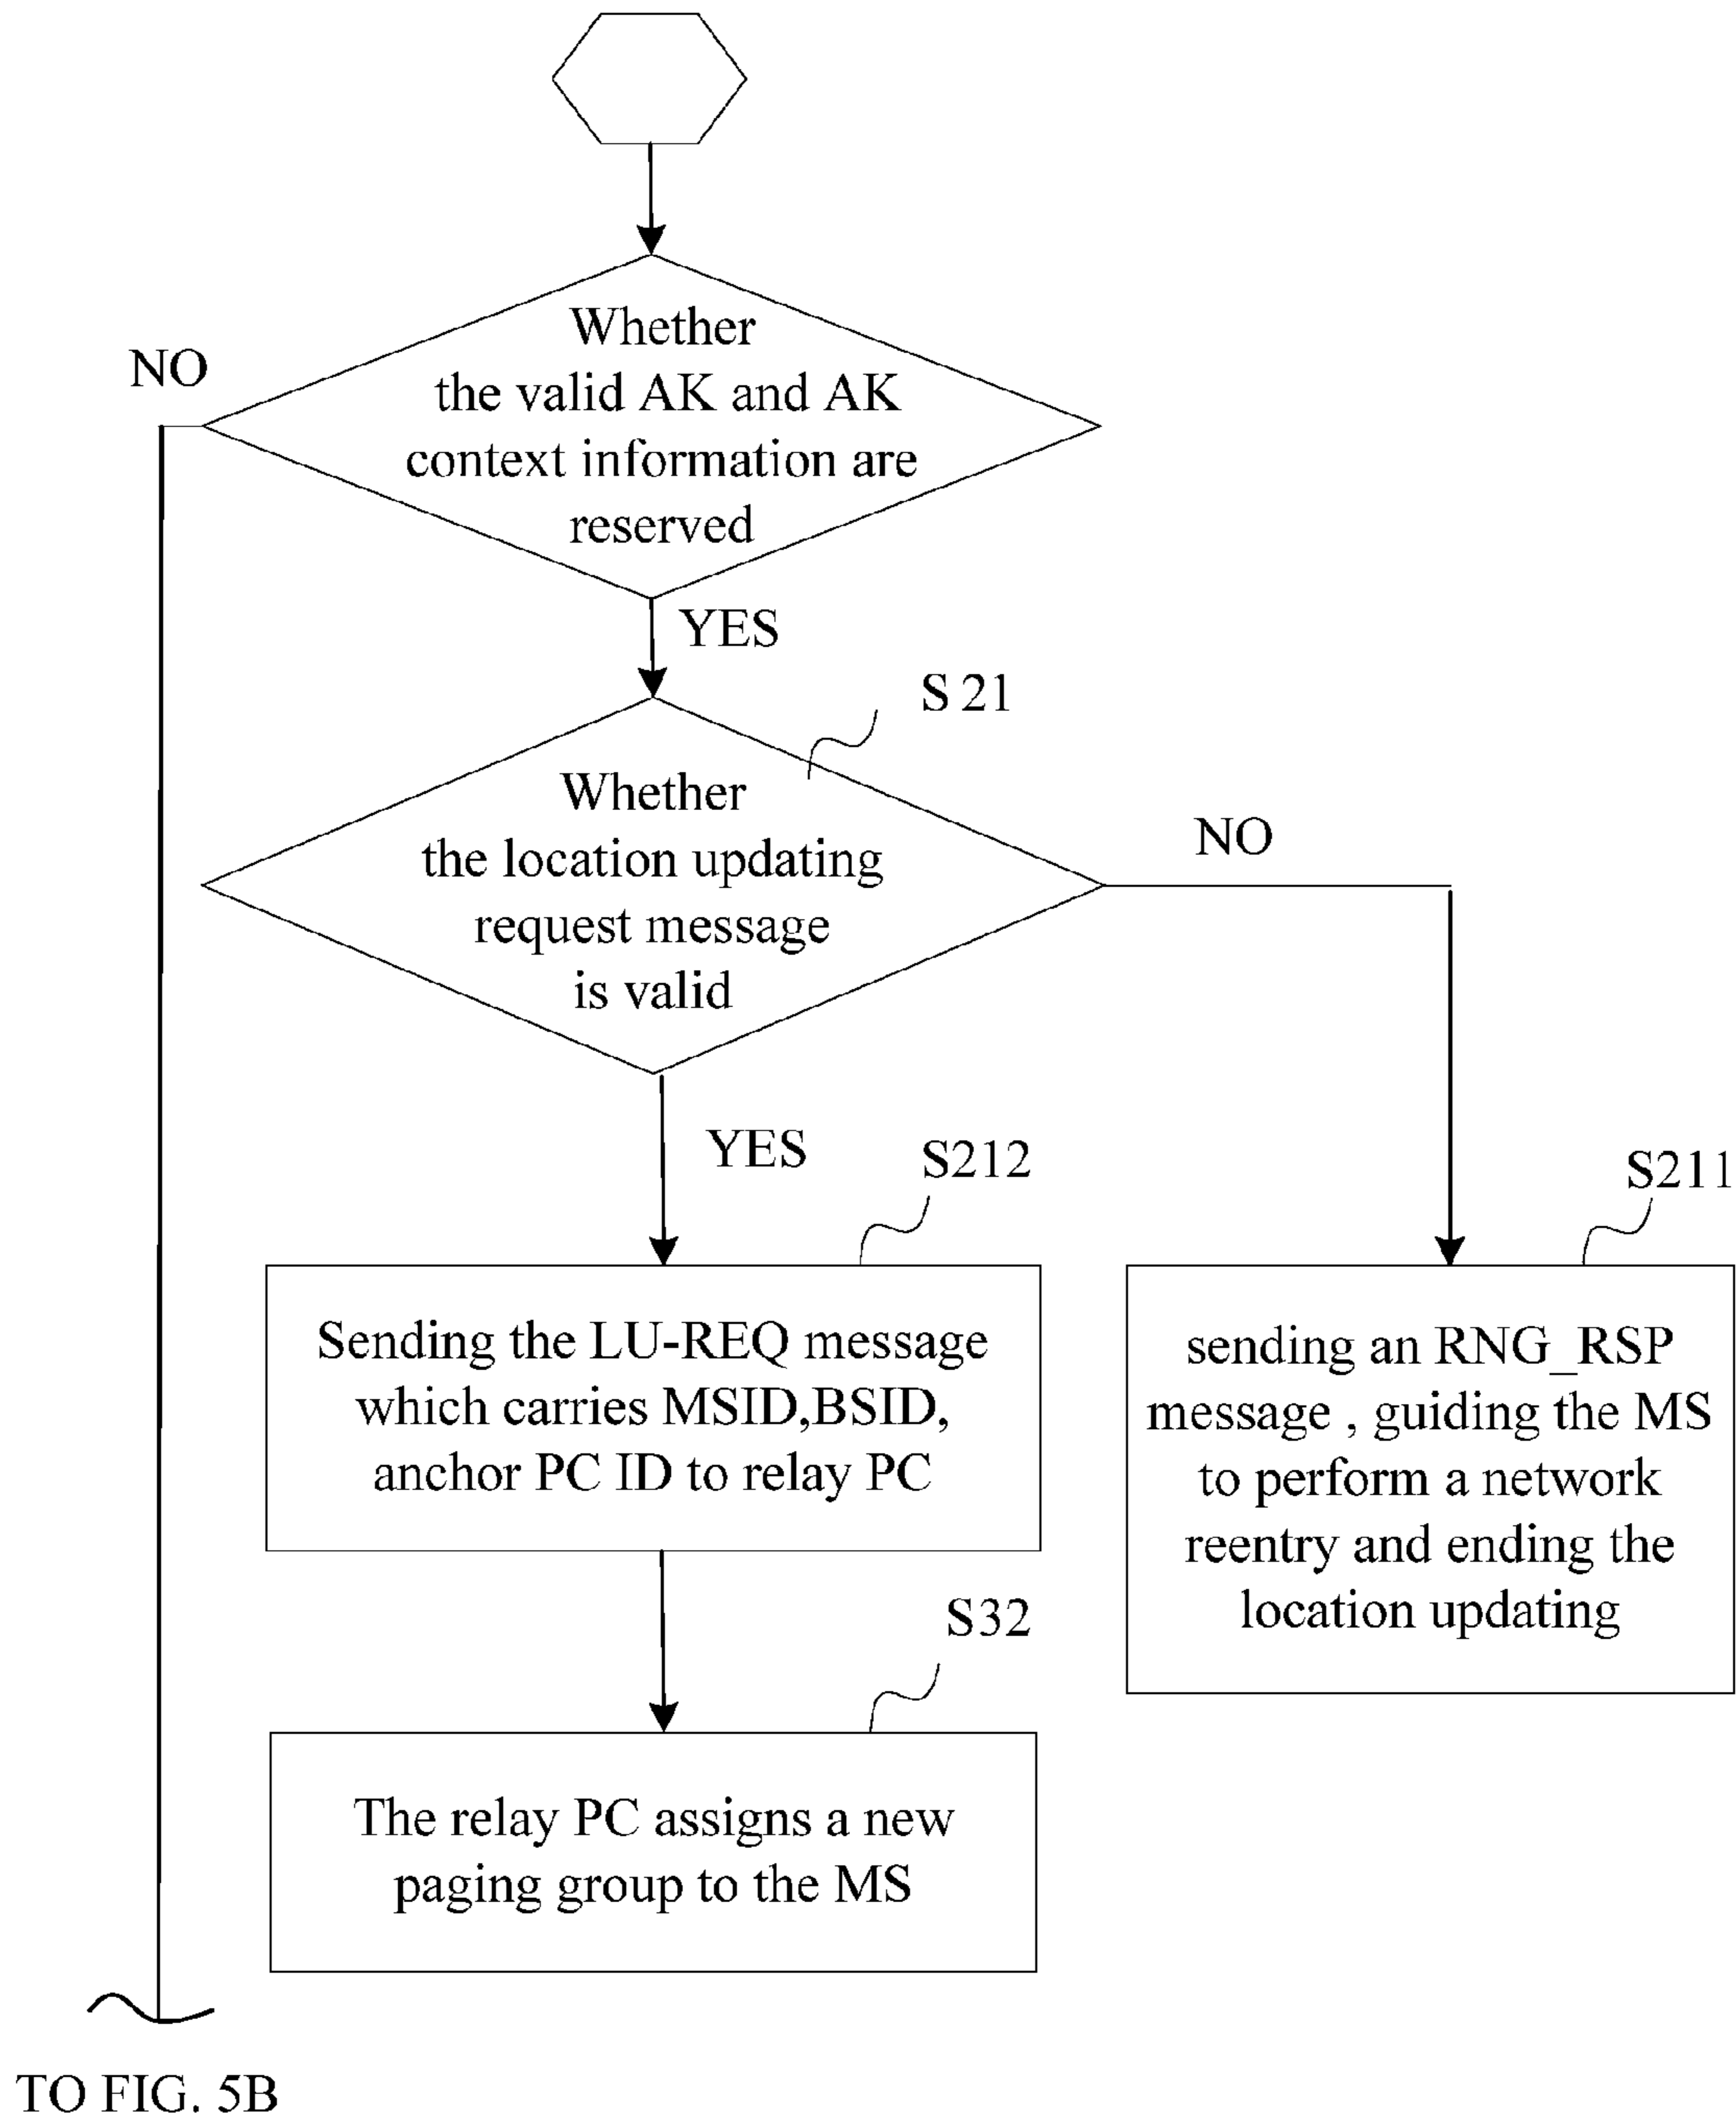 Whether
the valid AK and AK
context information are
reserved
NO
YES
S 21
Whether
the location updating
request message
is valid
NO
YES
S212
S211
Sending the LU-REQ message
which carries MSID,BSID,
anchor PC ID to relay PC
sending an RNG_RSP
message , guiding the MS
to perform a network
reentry and ending the
location updating
S32
The relay PC assigns a new
paging group to the MS
TO FIG. 5B